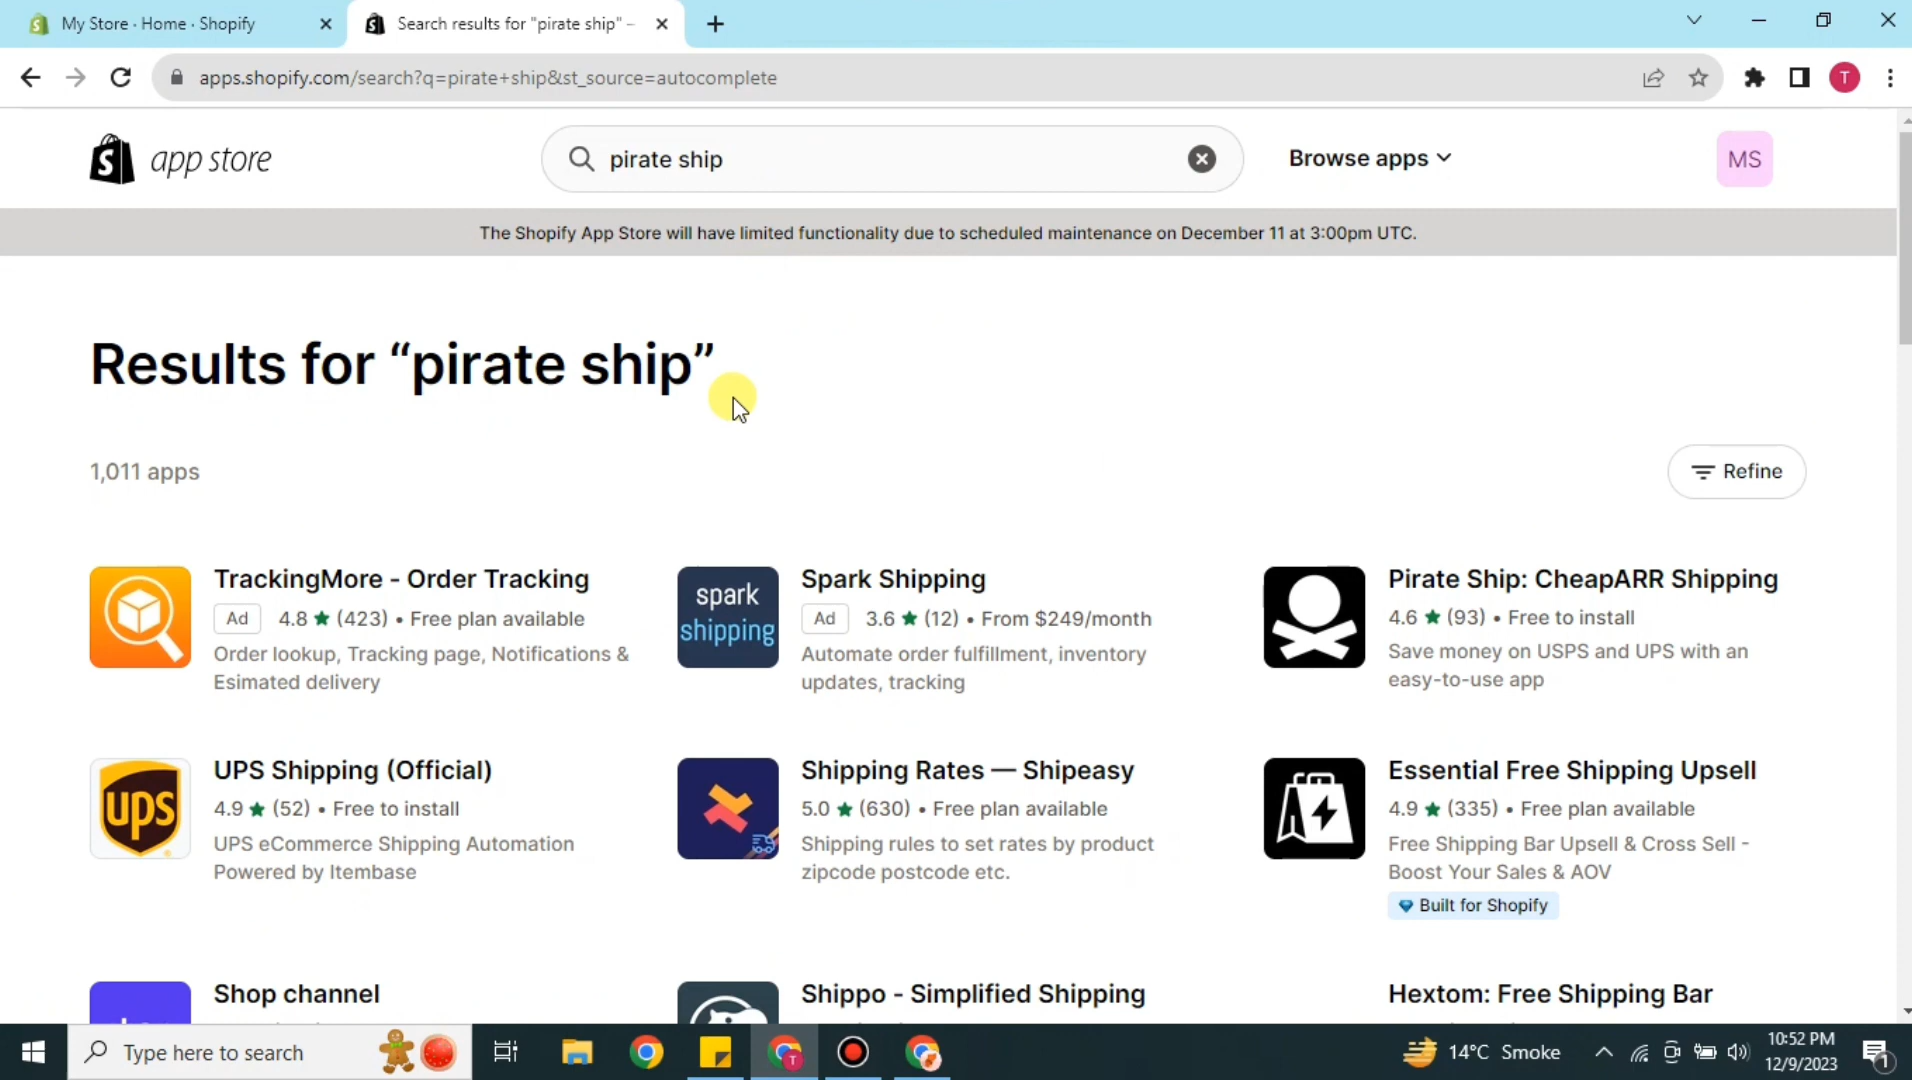 My Store · Home · Shopify
Search results for "pirate ship" –
apps.shopify.com/search?q=pirate+ship&st_source=autocomplete
T
app store
pirate ship
Browse apps
MS
The Shopify App Store will have limited functionality due to scheduled maintenance on December 11 at 3:00pm UTC.
Results for “pirate ship”
1,011 apps
Refine
TrackingMore - Order Tracking
Ad 4.8 ★ (423) • Free plan available
Order lookup, Tracking page, Notifications &
Esimated delivery
spark
shipping
Spark Shipping
Ad 3.6 ★ (12) • From $249/month
Automate order fulfillment, inventory
updates, tracking
Pirate Ship: CheapARR Shipping
4.6 ★ (93) • Free to install
Save money on USPS and UPS with an
easy-to-use app
ups
UPS Shipping (Official)
4.9 ★ (52) • Free to install
UPS eCommerce Shipping Automation
Powered by Itembase
Shipping Rates — Shipeasy
5.0 ★ (630) • Free plan available
Shipping rules to set rates by product
zipcode postcode etc.
Essential Free Shipping Upsell
4.9 ★ (335) • Free plan available
Free Shipping Bar Upsell & Cross Sell -
Boost Your Sales & AOV
Built for Shopify
Shop channel
Shippo - Simplified Shipping
Hextom: Free Shipping Bar
Type here to search
T
14°C Smoke
10:52 PM
12/9/2023
1